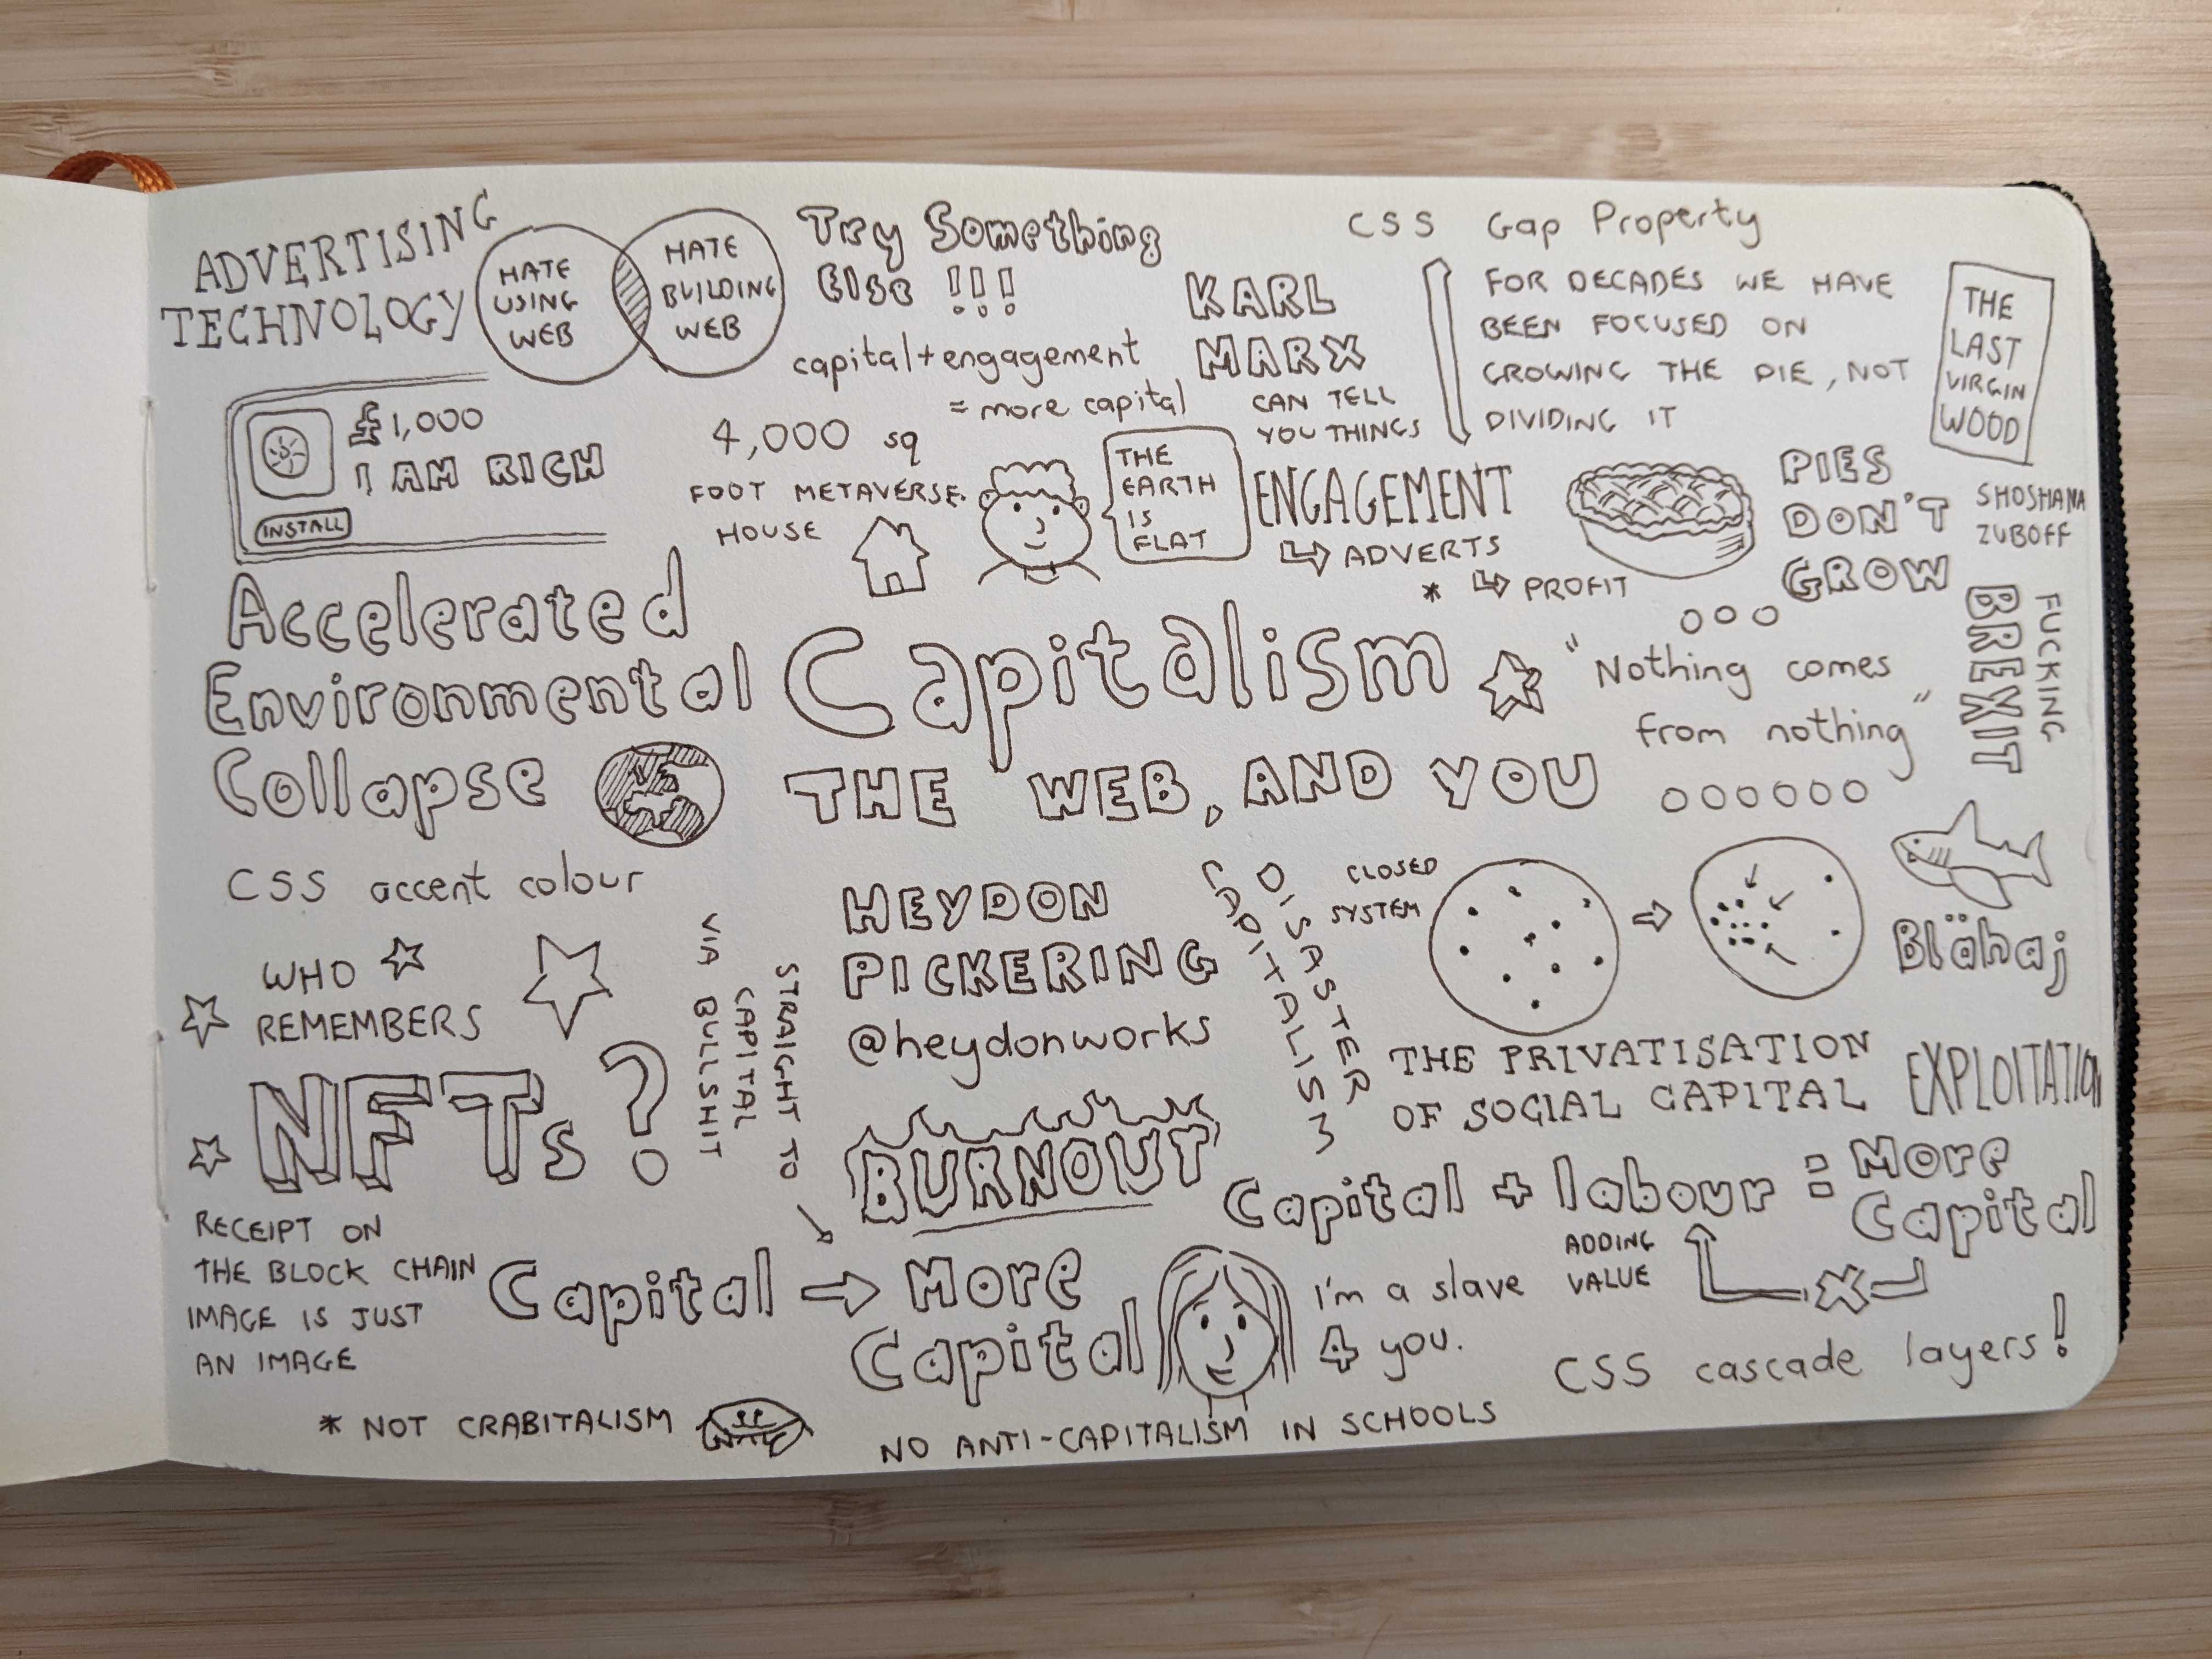 ADVERTISING
TECHNOLOGY
HATE
USING
WEB
HATE
BUILDING
WEB
Try Something
Else !!!
capital + engagement
= more capital
KARL
MARX
CAN TELL
YOU THINGS
CSS Gap Property
FOR DECADES WE HAVE
BEEN FOCUSED ON
GROWING THE PIE, NOT
DIVIDING IT
THE
LAST
VIRGIN
WOOD
£1,000
I AM RICH
INSTALL
4,000 sq
FOOT METAVERSE
HOUSE
THE
EARTH
IS
FLAT
ENGAGEMENT
ADVERTS
* PROFIT
PIES
DON'T
GROW
SHOSHANA
ZUBOFF
FUCKING
BREXIT
Accelerated
Environmental
Collapse
Capitalism
THE WEB, AND YOU
"Nothing comes
from nothing"
CSS accent colour
WHO
REMEMBERS
NFTs?
RECEIPT ON
THE BLOCK CHAIN
IMAGE IS JUST
AN IMAGE
STRAIGHT TO
CAPITAL
VIA BULLSHIT
HEYDON
PICKERING
@heydonworks
DISASTER
CAPITALISM
CLOSED
SYSTEM
Blåhaj
THE PRIVATISATION
OF SOCIAL CAPITAL
EXPLOITATION
BURNOUT
Capital + labour = More
Capital
ADDING
VALUE
Capital → More
Capital
I'm a slave
4 you.
CSS cascade layers!
* NOT CRABITALISM
NO ANTI-CAPITALISM IN SCHOOLS